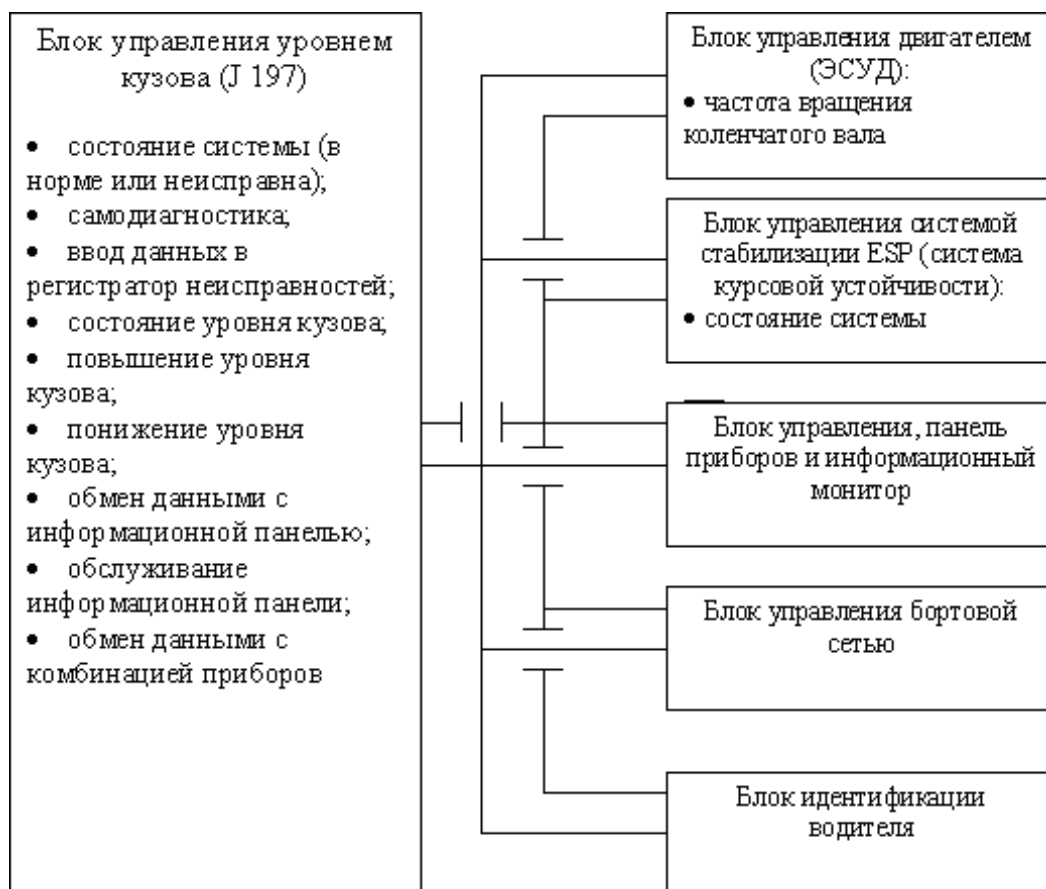 Блок управления уровнем
кузова (J 197)
• состояние системы (в
норме или неисправна);
• самодиагностика;
• ввод данных в
регистратор неисправностей;
• состояние уровня кузова;
• повышение уровня
кузова;
• понижение уровня
кузова;
• обмен данными с
информационной панелью;
• обслуживание
информационной панели;
• обмен данными с
комбинацией приборов
Блок управления двигателем
(ЭСУД):
• частота вращения
коленчатого вала
Блок управления системой
стабилизации ESP (система
курсовой устойчивости):
• состояние системы
Блок управления, панель
приборов и информационный
монитор
Блок управления бортовой
сетью
Блок идентификации
водителя